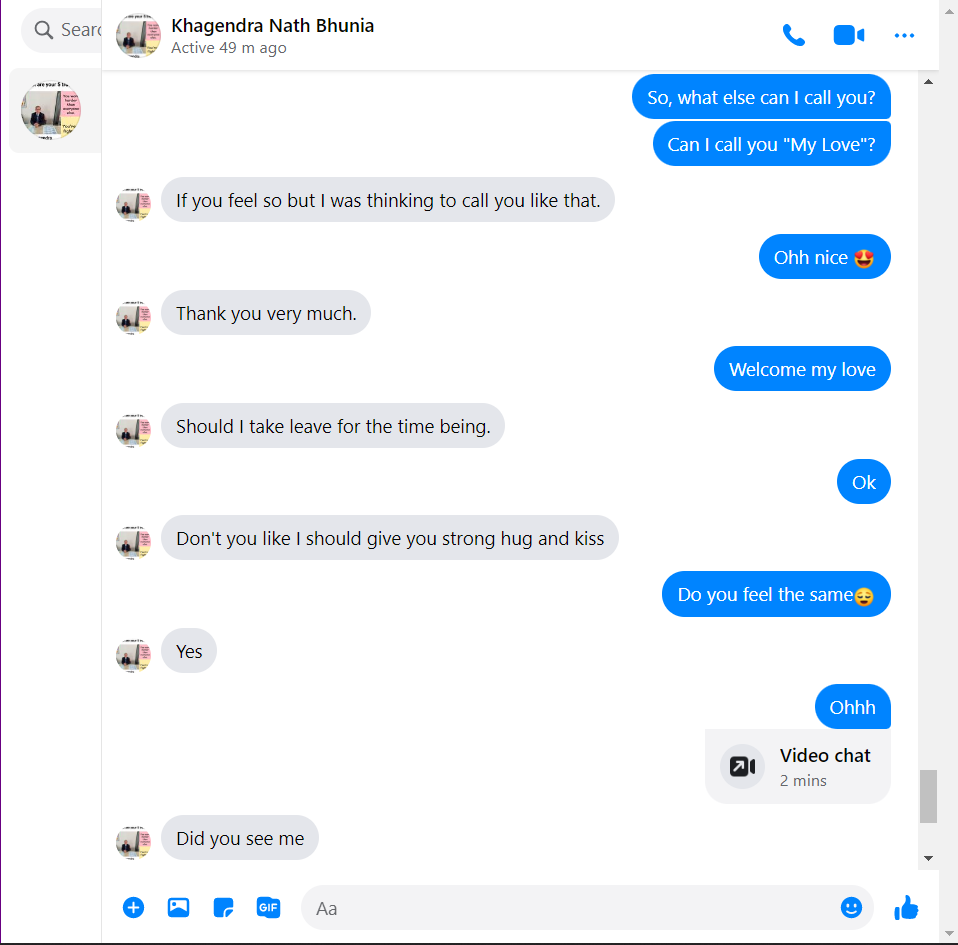 Searc
Khagendra Nath Bhunia
Active 49 m ago
So, what else can I call you?
Can I call you "My Love"?
If you feel so but I was thinking to call you like that.
Ohh nice 😍
Thank you very much.
Welcome my love
Should I take leave for the time being.
Ok
Don't you like I should give you strong hug and kiss
Do you feel the same😌
Yes
Ohhh
Video chat
2 mins
Did you see me
GIF
Aa